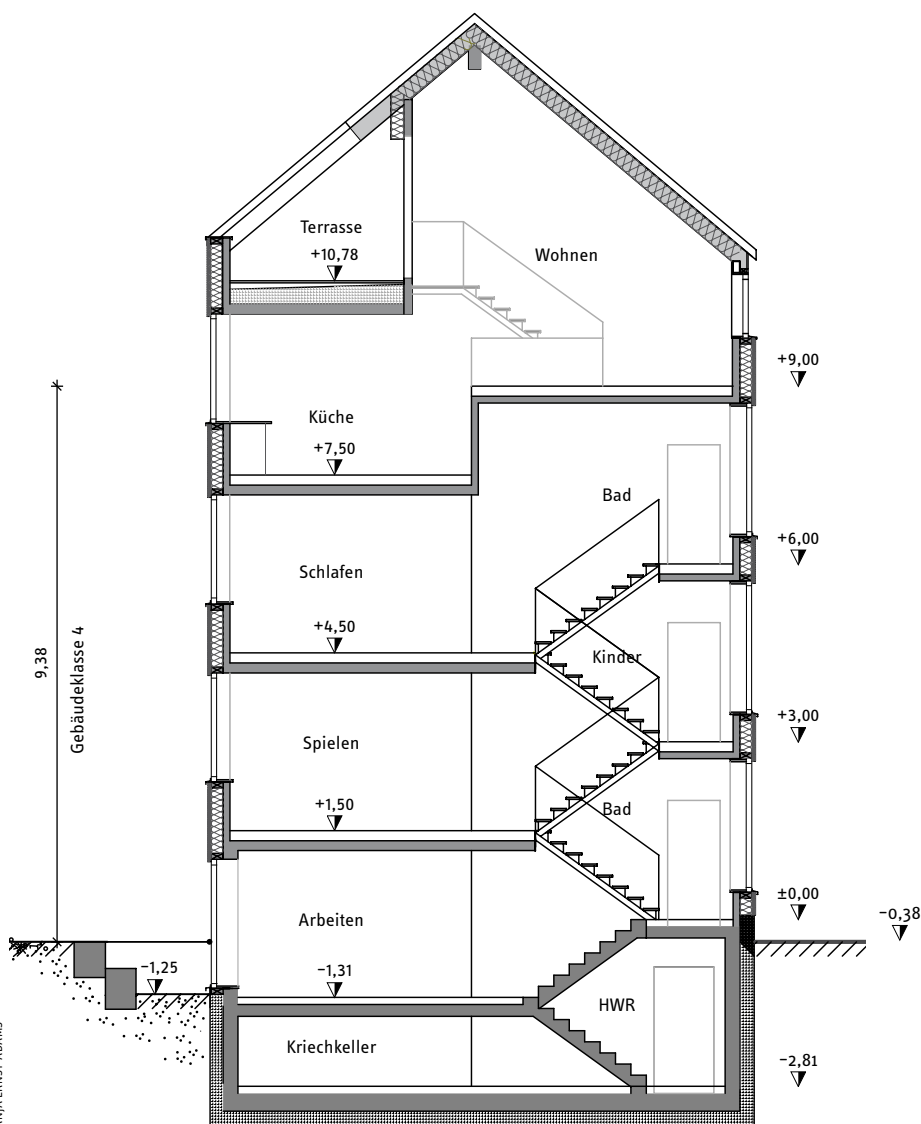 Terrasse
+10,78
Wohnen
+9,00
Küche
+7,50
Bad
+6,00
Schlafen
+4,50
Kinder
9,38
Gebäudeklasse 4
+3,00
Spielen
+1,50
Bad
±0,00
-0,38
Arbeiten
-1,25
-1,31
HWR
Kriechkeller
-2,81